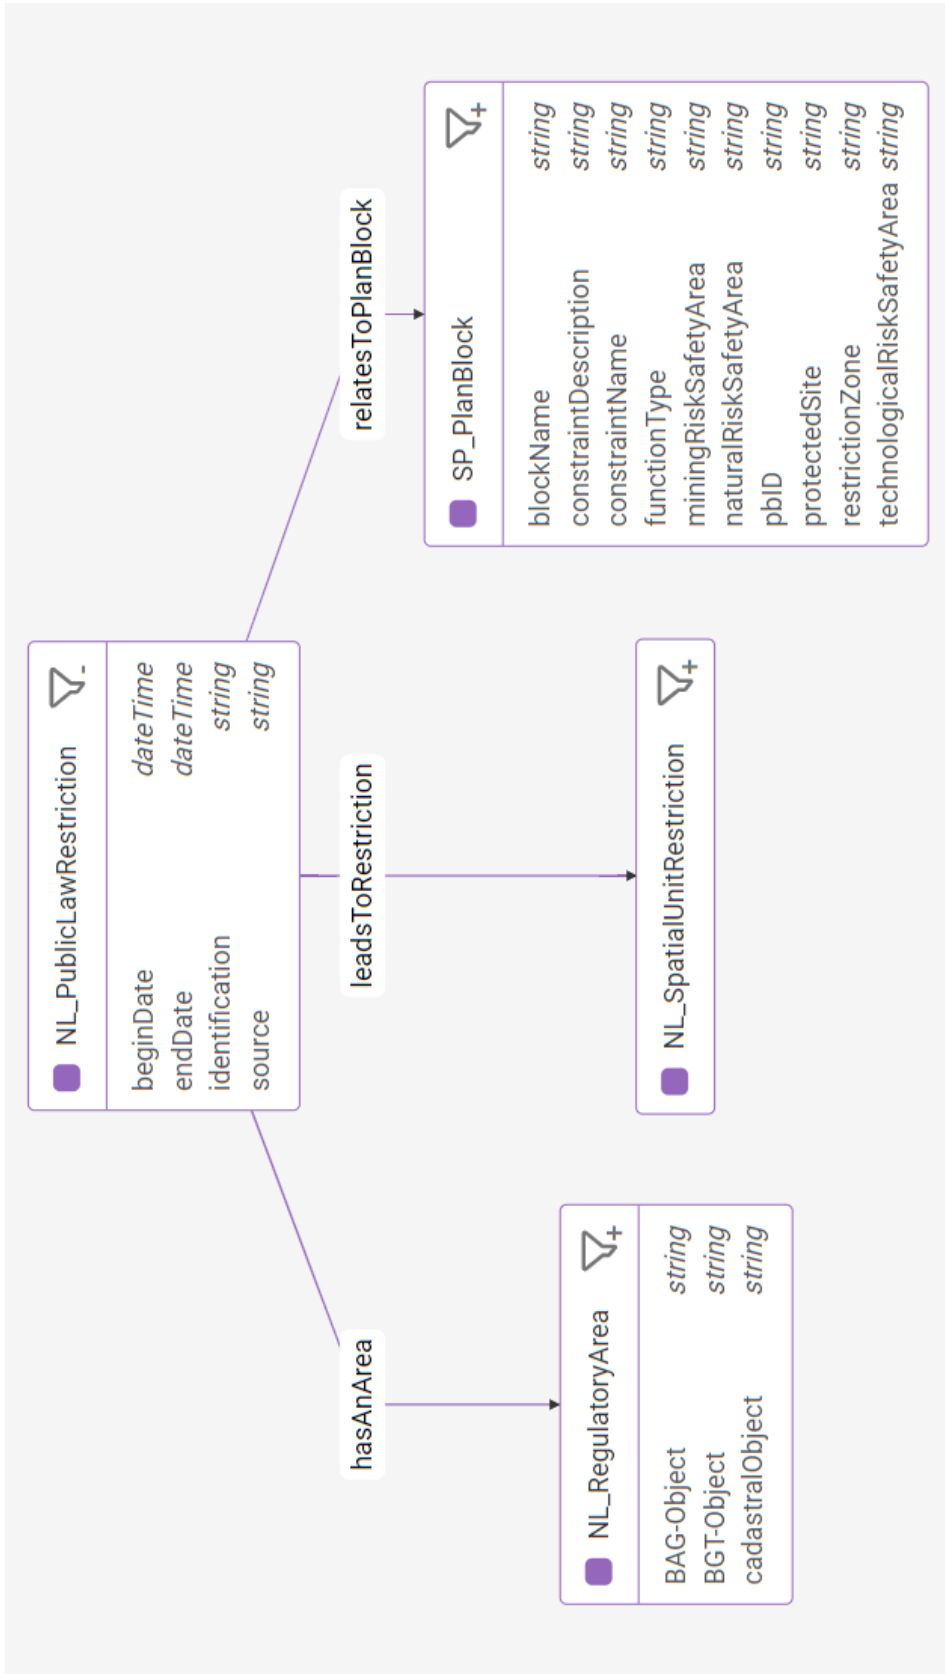 NL_PublicLawRestriction
beginDate dateTime
endDate dateTime
identification string
source string
hasAnArea
leadsToRestriction
relatesToPlanBlock
NL_RegulatoryArea
BAG-Object string
BGT-Object string
cadastralObject string
NL_SpatialUnitRestriction
SP_PlanBlock
blockName string
constraintDescription string
constraintName string
functionType string
miningRiskSafetyArea string
naturalRiskSafetyArea string
pbID string
protectedSite string
restrictionZone string
technologicalRiskSafetyArea string